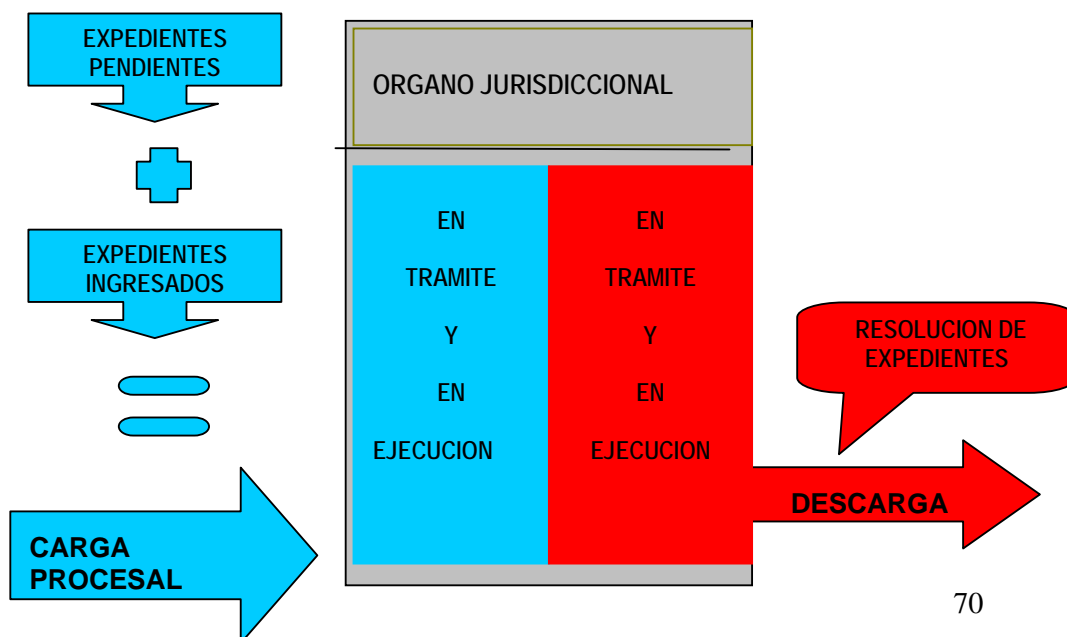 EXPEDIENTES
PENDIENTES
EXPEDIENTES
INGRESADOS
CARGA
PROCESAL
ORGANO JURISDICCIONAL
EN
TRAMITE
Y
EN
EJECUCION
EN
TRAMITE
Y
EN
EJECUCION
RESOLUCION DE
EXPEDIENTES
DESCARGA
70